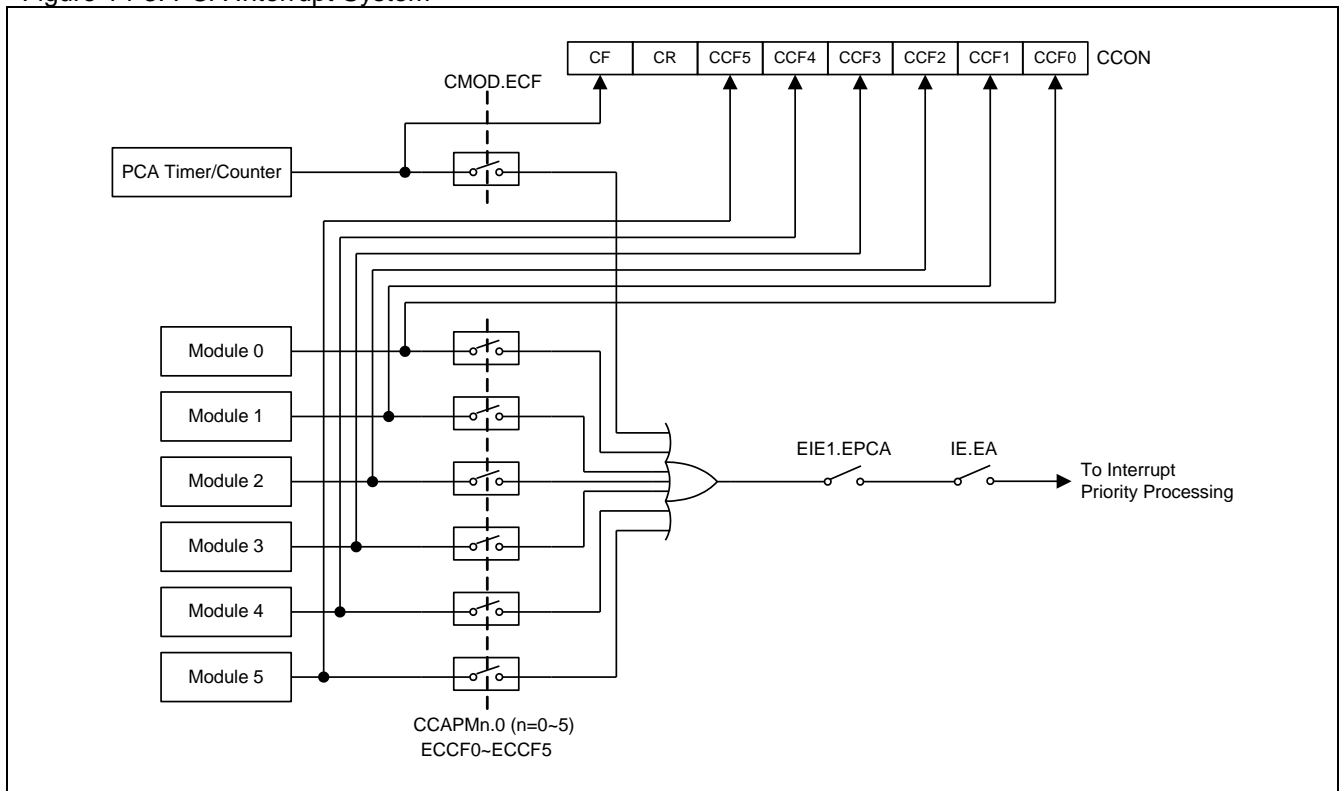 CF CR CCF5 CCF4 CCF3 CCF2 CCF1 CCF0 CCON
CMOD.ECF
PCA Timer/Counter
Module 0
Module 1
Module 2
Module 3
Module 4
Module 5
EIE1.EPCA IE.EA
To Interrupt
Priority Processing
CCAPMn.0 (n=0~5)
ECCF0~ECCF5